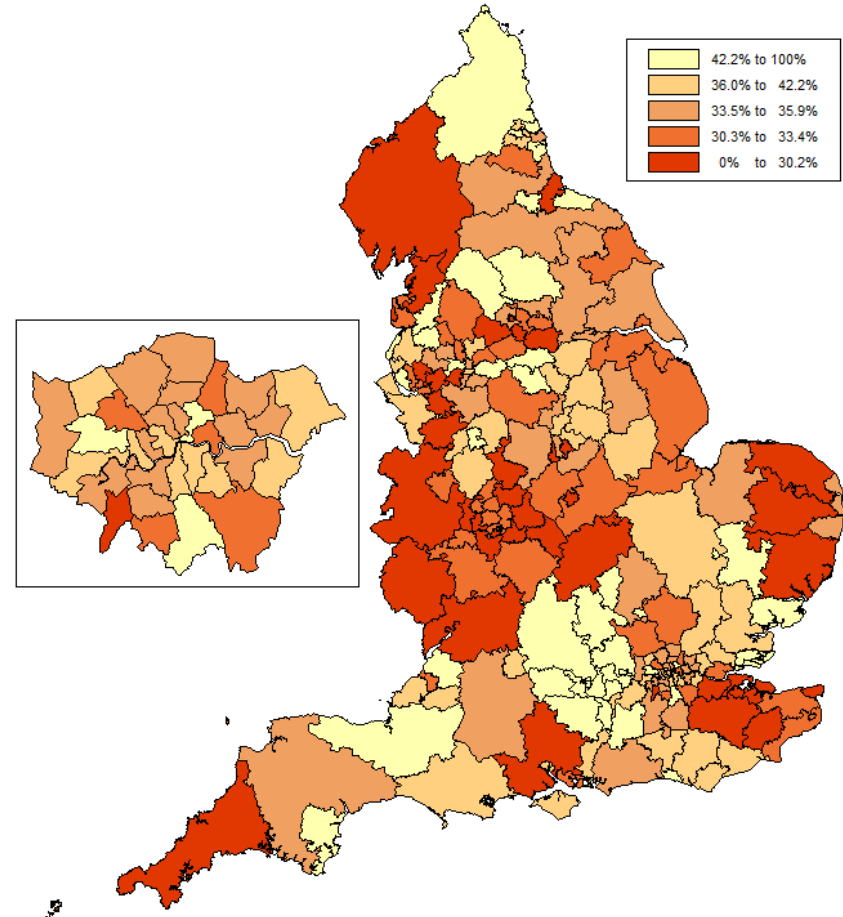 42.2% to 100%
36.0% to 42.2%
33.5% to 35.9%
30.3% to 33.4%
0% to 30.2%